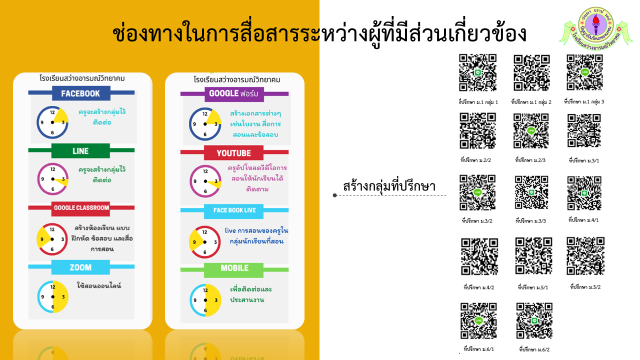 ช่องทางในการสื่อสารระหว่างผู้ที่มีส่วนเกี่ยวข้อง
โรงเรียนสว่างอารมณ์วิทยาคม
FACEBOOK
12
9
3
6
ครูจะสร้างกลุ่มไว้
ติดต่อ
LINE
12
9
3
6
ครูจะสร้างกลุ่มไว้
ติดต่อ
GOOGLE CLASSROOM
12
9
3
6
สร้างห้องเรียน แบบ
ฝึกหัด ข้อสอบ และสื่อ
การสอน
ZOOM
12
9
3
6
ใช้สอนออนไลน์
โรงเรียนสว่างอารมณ์วิทยาคม
GOOGLE ฟอร์ม
12
9
3
6
สร้างเอกสารต่างๆ
เช่นใบงาน สื่อการ
สอนและข้อสอบ
YOUTUBE
12
9
3
6
ครูอัปโหลดวิดีโอการ
สอนให้นักเรียนได้
ติดตาม
FACE BOOK LIVE
12
9
3
6
live การสอนของครูใน
กลุ่มนักเรียนที่สอน
MOBILE
12
9
3
6
เพื่อติดต่อและ
ประสานงาน
สร้างกลุ่มที่ปรึกษา
ที่ปรึกษา ม.1 กลุ่ม 1
ที่ปรึกษา ม.1 กลุ่ม 2
ที่ปรึกษา ม.1 กลุ่ม 3
ที่ปรึกษา ม.2/2
ที่ปรึกษา ม.2/3
ที่ปรึกษา ม.3/1
ที่ปรึกษา ม.3/2
ที่ปรึกษา ม.3/3
ที่ปรึกษา ม.4/1
ที่ปรึกษา ม.4/2
ที่ปรึกษา ม.5/1
ที่ปรึกษา ม.5/2
ที่ปรึกษา ม.6/1
ที่ปรึกษา ม.6/2